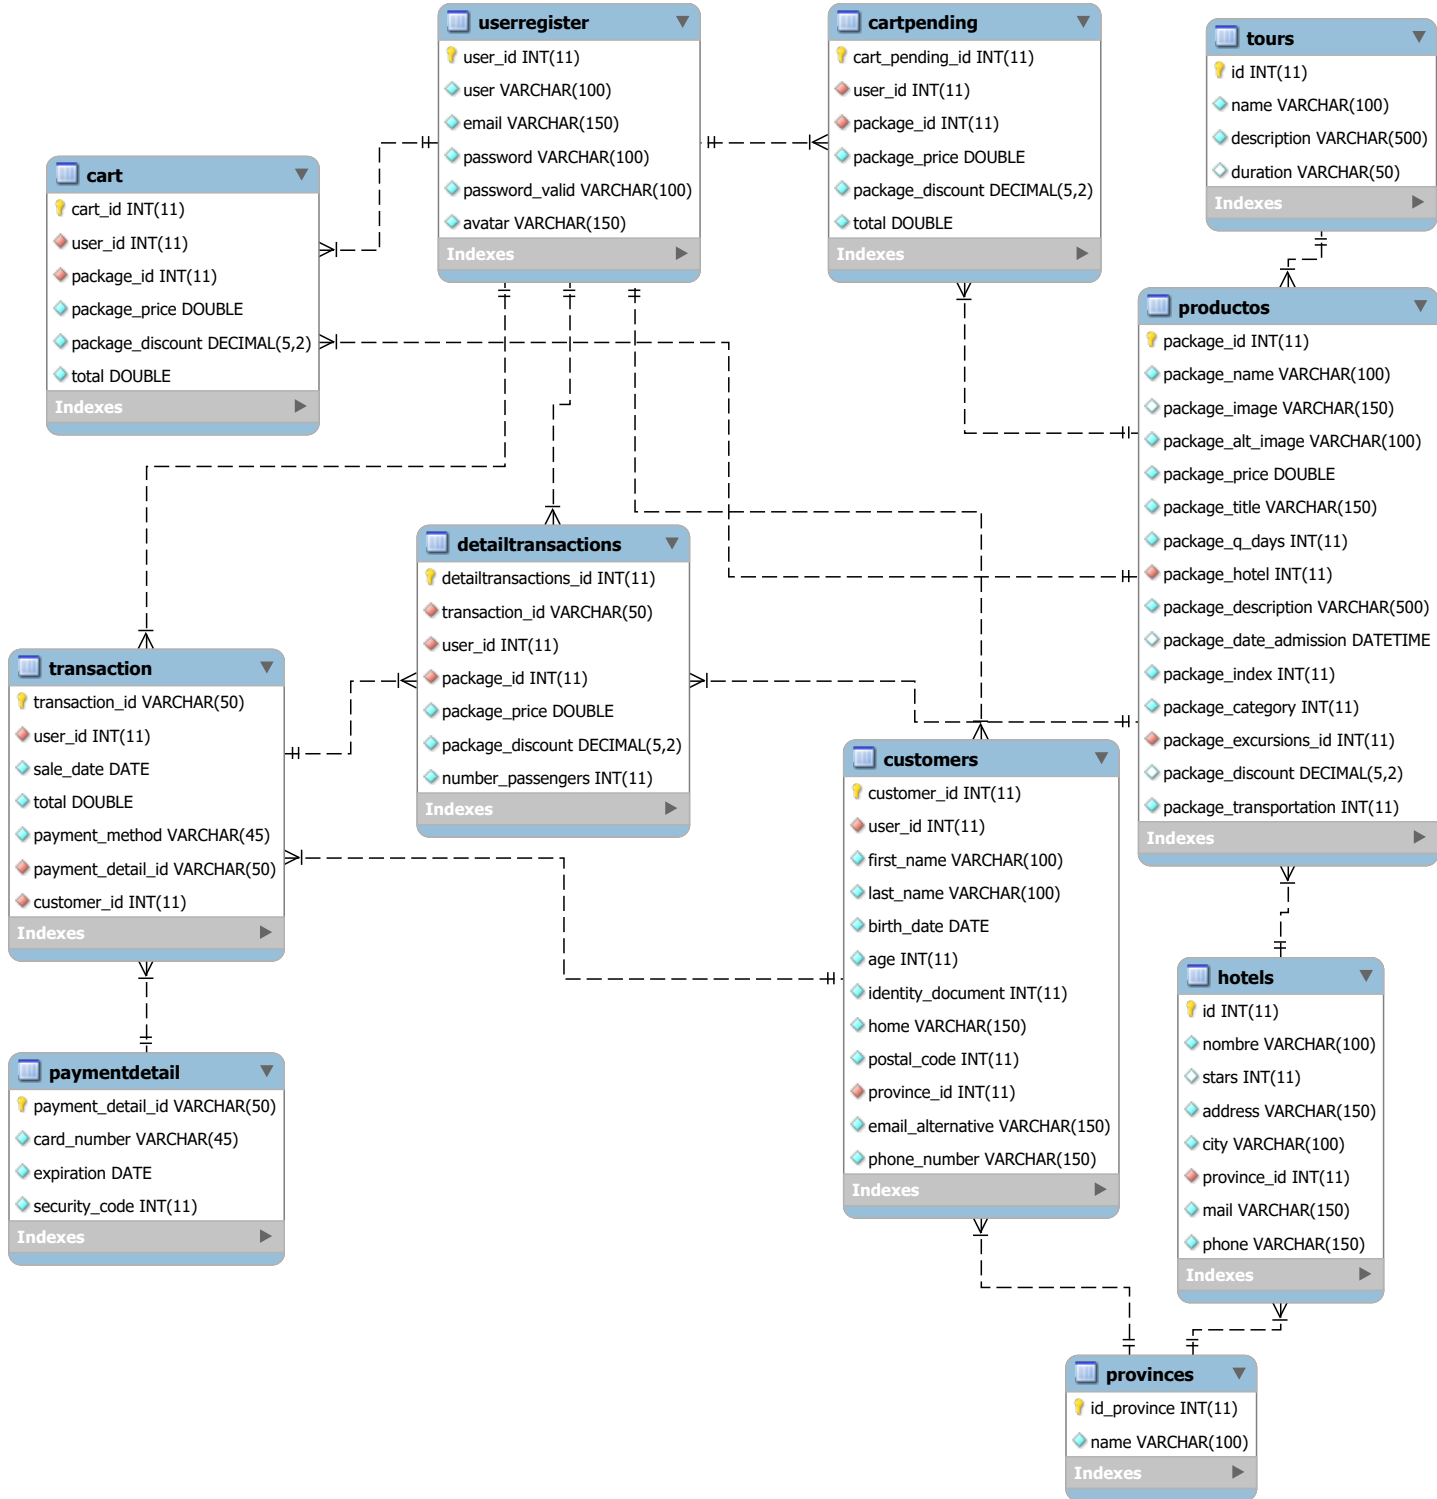 userregister
user_id INT(11)
user VARCHAR(100)
email VARCHAR(150)
password VARCHAR(100)
password_valid VARCHAR(100)
avatar VARCHAR(150)
Indexes
cartpending
cart_pending_id INT(11)
user_id INT(11)
package_id INT(11)
package_price DOUBLE
package_discount DECIMAL(5,2)
total DOUBLE
Indexes
tours
id INT(11)
name VARCHAR(100)
description VARCHAR(500)
duration VARCHAR(50)
Indexes
cart
cart_id INT(11)
user_id INT(11)
package_id INT(11)
package_price DOUBLE
package_discount DECIMAL(5,2)
total DOUBLE
Indexes
productos
package_id INT(11)
package_name VARCHAR(100)
package_image VARCHAR(150)
package_alt_image VARCHAR(100)
package_price DOUBLE
package_title VARCHAR(150)
package_q_days INT(11)
package_hotel INT(11)
package_description VARCHAR(500)
package_date_admission DATETIME
package_index INT(11)
package_category INT(11)
package_excursions_id INT(11)
package_discount DECIMAL(5,2)
package_transportation INT(11)
Indexes
detailtransactions
detailtransactions_id INT(11)
transaction_id VARCHAR(50)
user_id INT(11)
package_id INT(11)
package_price DOUBLE
package_discount DECIMAL(5,2)
number_passengers INT(11)
Indexes
transaction
transaction_id VARCHAR(50)
user_id INT(11)
sale_date DATE
total DOUBLE
payment_method VARCHAR(45)
payment_detail_id VARCHAR(50)
customer_id INT(11)
Indexes
customers
customer_id INT(11)
user_id INT(11)
first_name VARCHAR(100)
last_name VARCHAR(100)
birth_date DATE
age INT(11)
identity_document INT(11)
home VARCHAR(150)
postal_code INT(11)
province_id INT(11)
email_alternative VARCHAR(150)
phone_number VARCHAR(150)
Indexes
hotels
id INT(11)
nombre VARCHAR(100)
stars INT(11)
address VARCHAR(150)
city VARCHAR(100)
province_id INT(11)
mail VARCHAR(150)
phone VARCHAR(150)
Indexes
paymentdetail
payment_detail_id VARCHAR(50)
card_number VARCHAR(45)
expiration DATE
security_code INT(11)
Indexes
provinces
id_province INT(11)
name VARCHAR(100)
Indexes